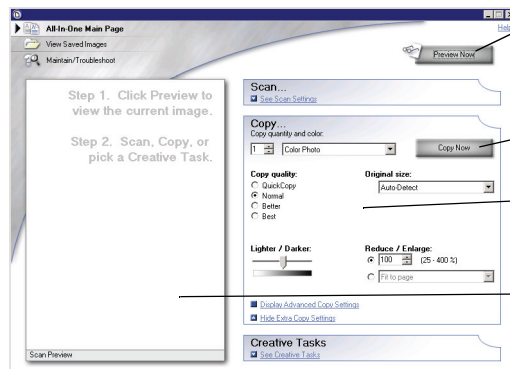 All-In-One Main Page
Help
View Saved Images
Maintain/Troubleshoot
Preview Now
Step 1. Click Preview to
view the current image.
Step 2. Scan, Copy, or
pick a Creative Task.
Scan Preview
Scan...
See Scan Settings
Copy...
Copy quantity and color:
1
Color Photo
Copy Now
Copy quality:
QuickCopy
Normal
Better
Best
Original size:
Auto-Detect
Lighter / Darker:
Reduce / Enlarge:
100 (25 - 400 %)
Fit to page
Display Advanced Copy Settings
Hide Extra Copy Settings
Creative Tasks
See Creative Tasks